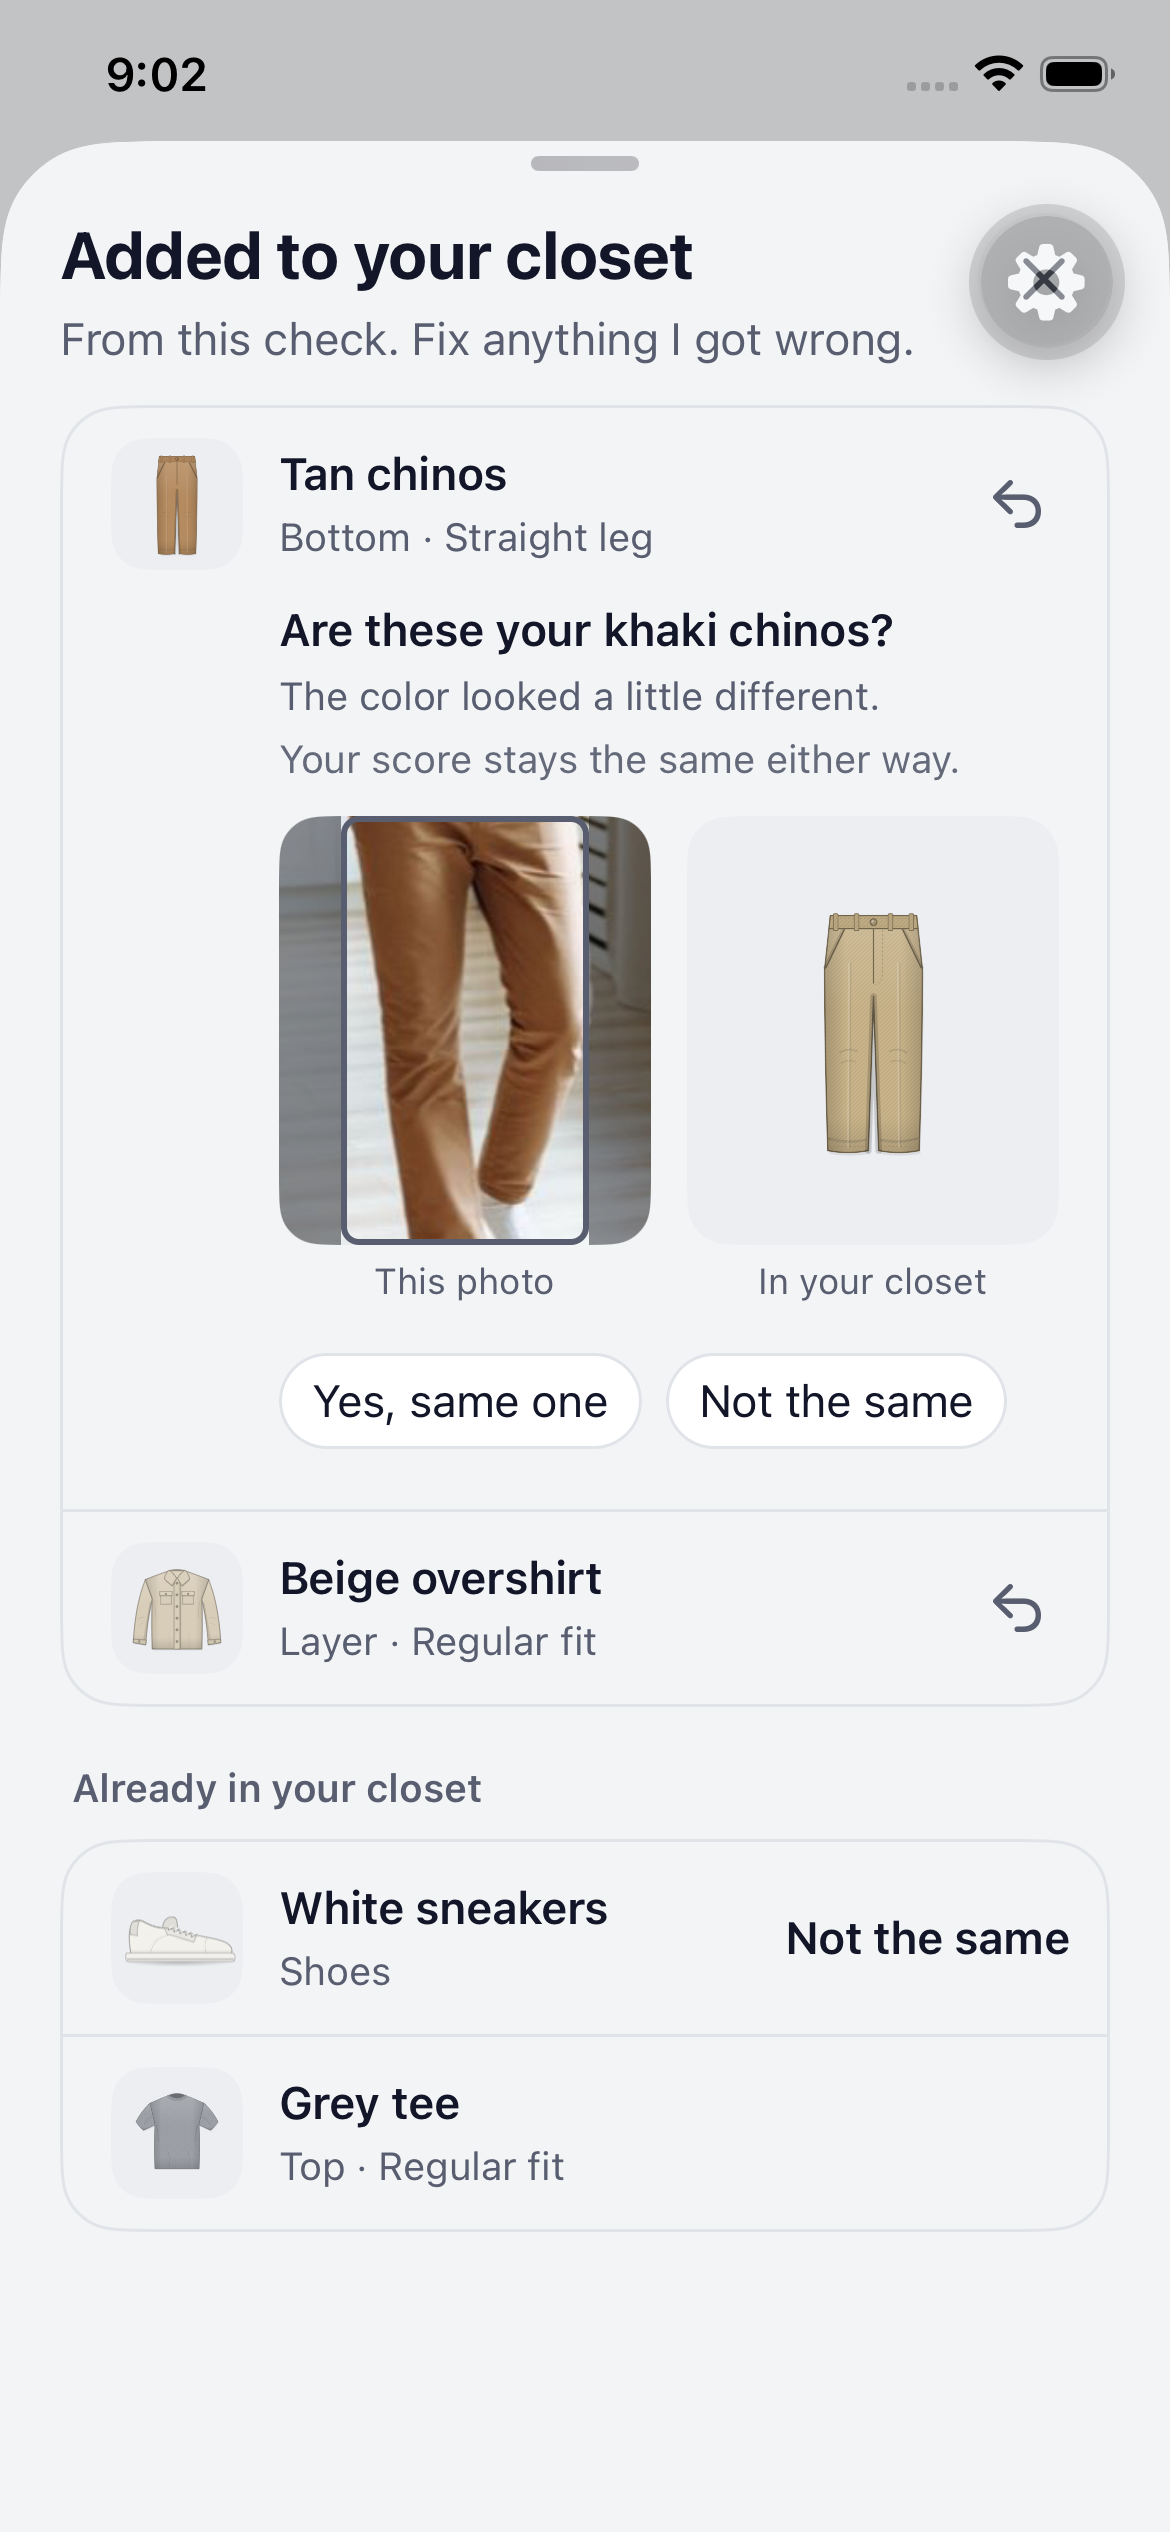 9:02
Added to your closet
From this check. Fix anything I got wrong.
Tan chinos
Bottom · Straight leg
Are these your khaki chinos?
The color looked a little different.
Your score stays the same either way.
This photo
In your closet
Yes, same one
Not the same
Beige overshirt
Layer · Regular fit
Already in your closet
White sneakers
Shoes
Not the same
Grey tee
Top · Regular fit